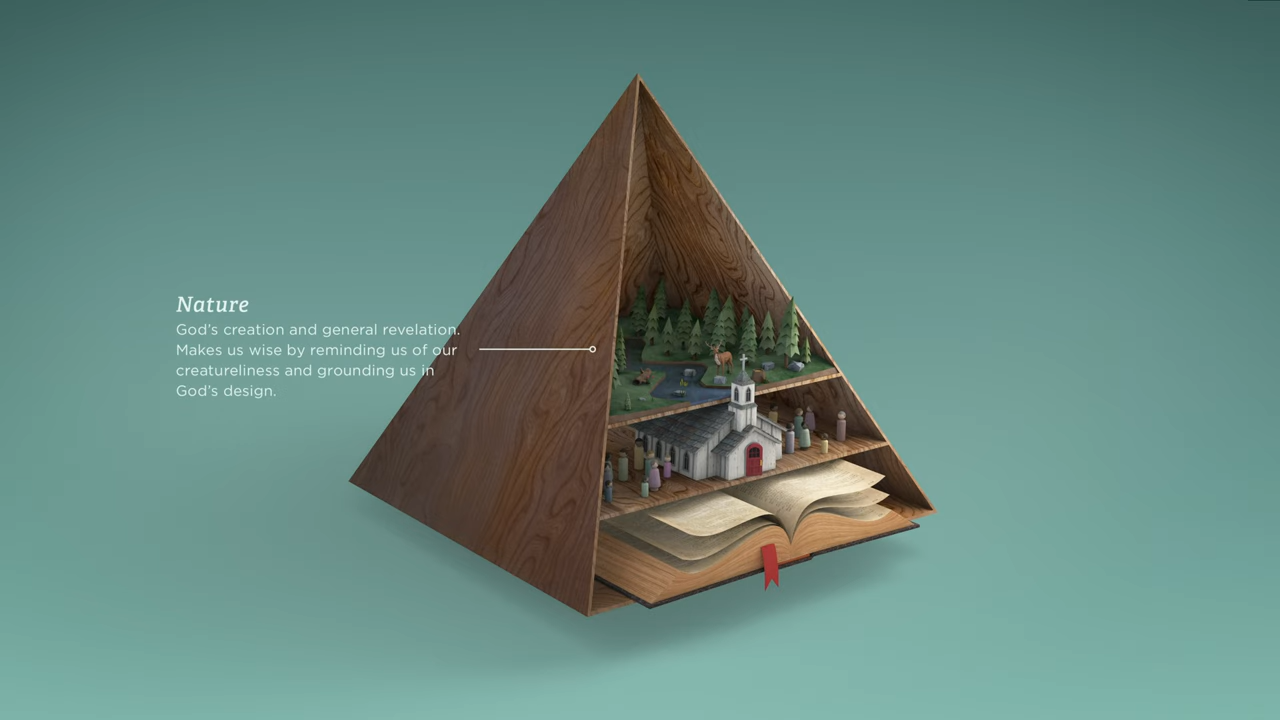 Nature
God's creation and general revelation.
Makes us wise by reminding us of our
creatureliness and grounding us in
God's design.